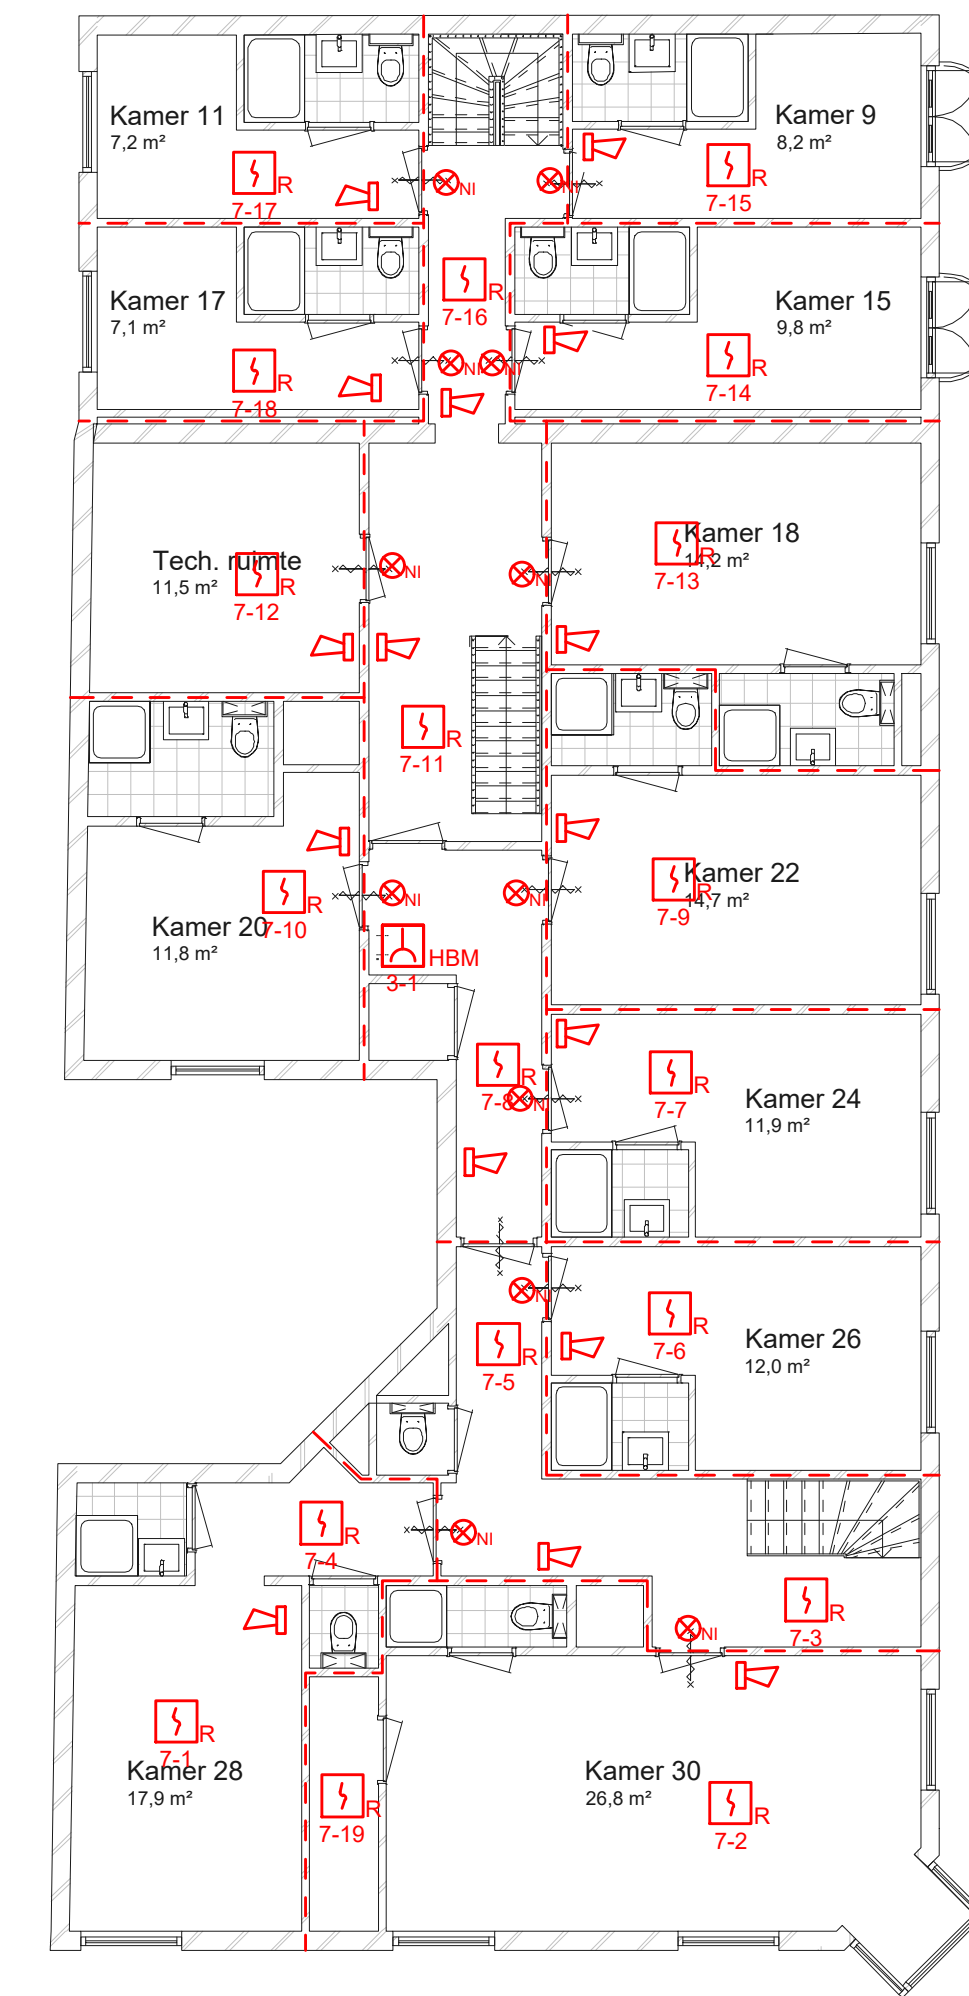 Kamer 11
7,2 m²
R
7-17
NI
NI
Kamer 9
8,2 m²
R
7-15
Kamer 17
7,1 m²
R
7-18
R
7-16
NI
NI
Kamer 15
9,8 m²
R
7-14
Tech. ruimte
11,5 m²
R
7-12
NI
NI
Kamer 18
14,2 m²
R
7-13
R
7-11
Kamer 20
11,8 m²
R
7-10
NI
NI
HBM
3-1
Kamer 22
14,7 m²
R
7-9
R
7-8
NI
R
7-7
Kamer 24
11,9 m²
NI
R
7-5
R
7-6
Kamer 26
12,0 m²
R
7-4
NI
R
7-3
NI
R
7-1
Kamer 28
17,9 m²
R
7-19
Kamer 30
26,8 m²
R
7-2